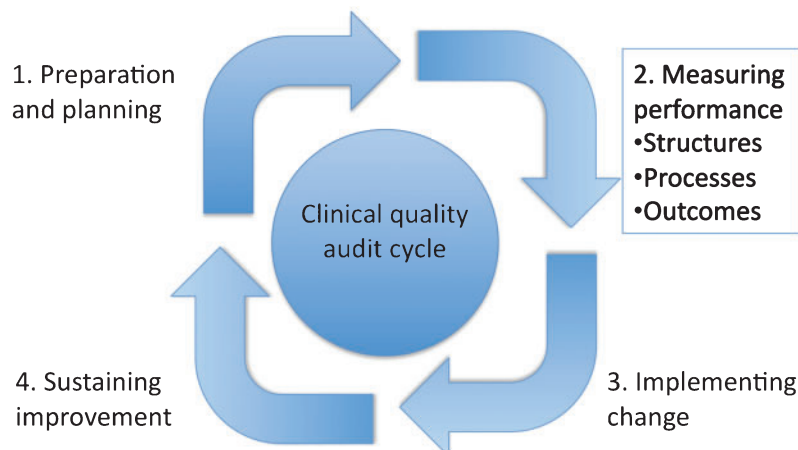 1. Preparation
and planning
2. Measuring
performance
•Structures
•Processes
•Outcomes
Clinical quality
audit cycle
4. Sustaining
improvement
3. Implementing
change